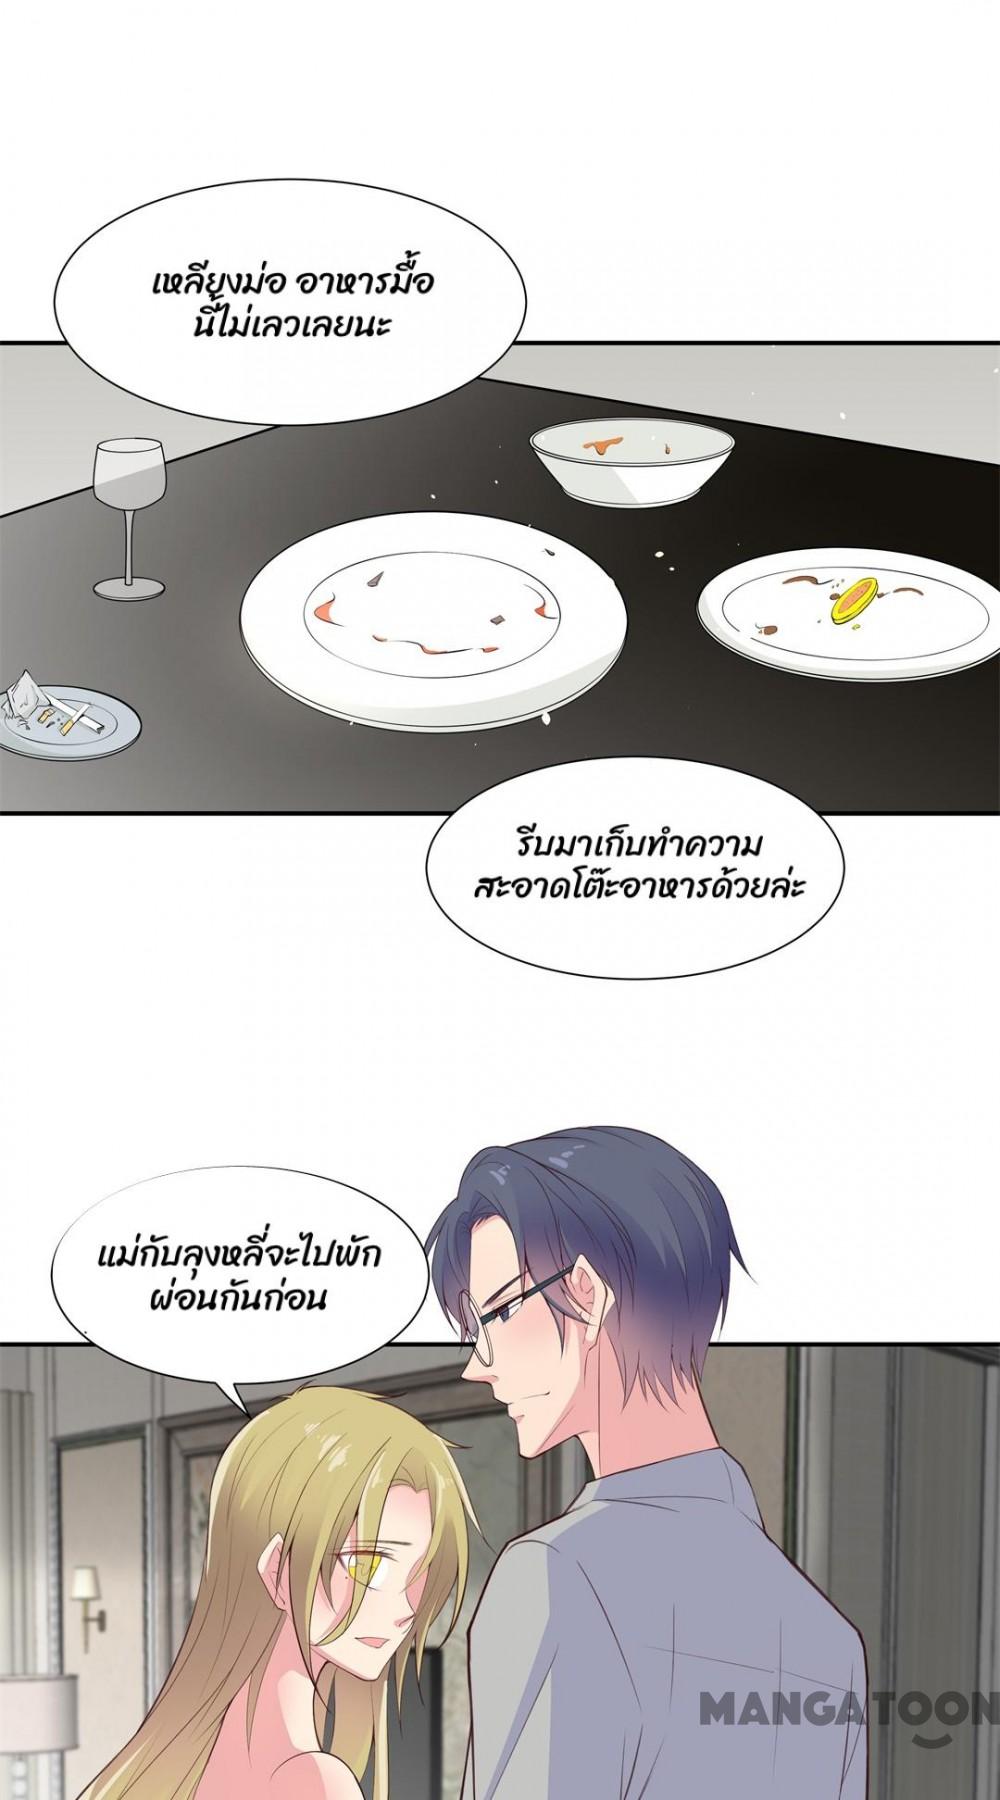 เหลียงม่อ อาหารมื้อ
นี้ไม่เลวเลยนะ
รีบมาเก็บทำความ
สะอาดโต๊ะอาหารด้วยล่ะ
แม่กับลุงหลี่จะไปพัก
ผ่อนกันก่อน
MANGATOON